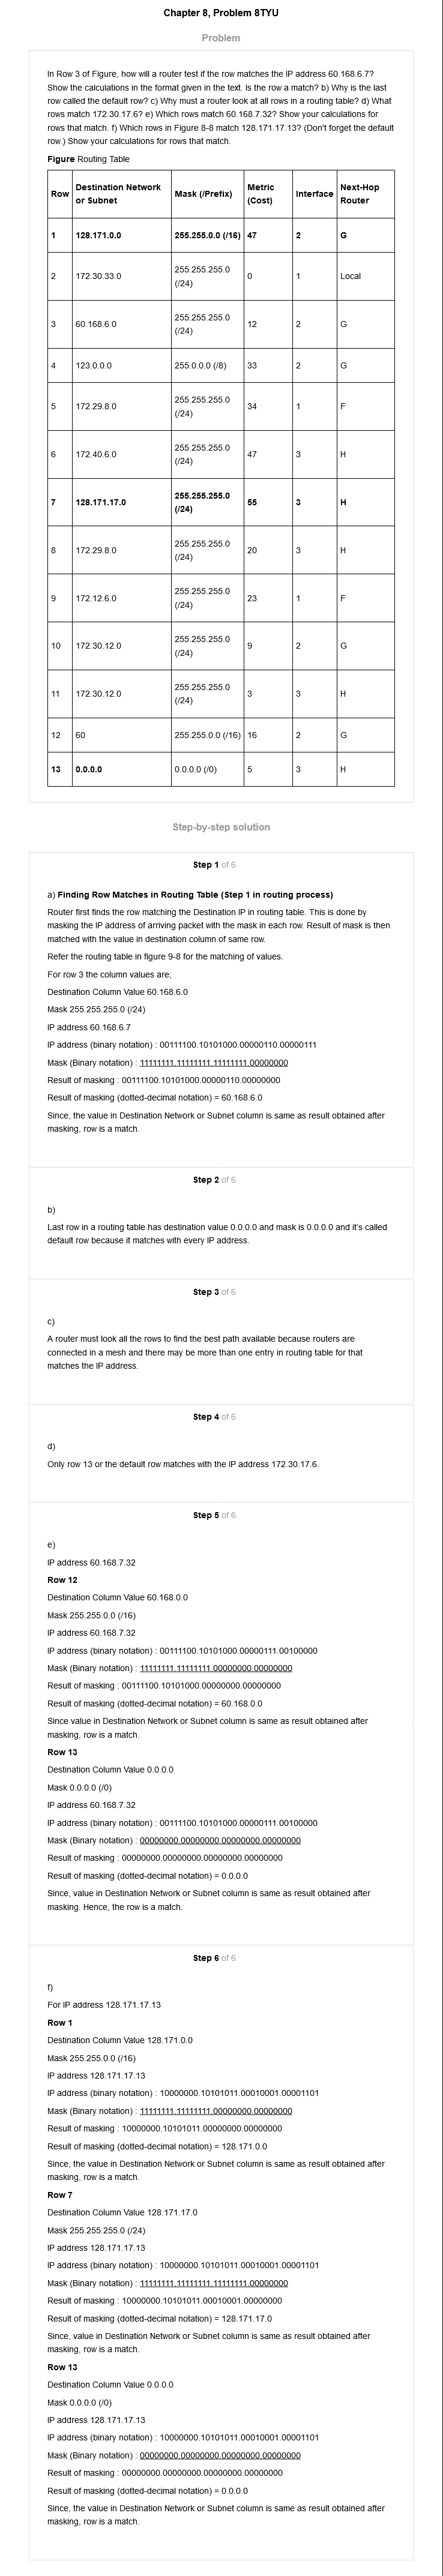 Chapter 8, Problem 8TYU
Problem
In Row 3 of Figure, how will a router test if the row matches the IP address 60.168.6.7?
Show the calculations in the format given in the text. Is the row a match? b) Why is the last
row called the default row? c) Why must a router look at all rows in a routing table? d) What
rows match 172.30.17.6? e) Which rows match 60.168.7.32? Show your calculations for
rows that match. f) Which rows in Figure 8-8 match 128.171.17.13? (Don't forget the default
row.) Show your calculations for rows that match.
Figure Routing Table
Row Destination Network or Subnet Mask (/Prefix) Metric (Cost) Interface Next-Hop Router
1 128.171.0.0 255.255.0.0 (/16) 47 2 G
2 172.30.33.0 255.255.255.0 (/24) 0 1 Local
3 60.168.6.0 255.255.255.0 (/24) 12 2 G
4 123.0.0.0 255.0.0.0 (/8) 33 2 G
5 172.29.8.0 255.255.255.0 (/24) 34 1 F
6 172.40.6.0 255.255.255.0 (/24) 47 3 H
7 128.171.17.0 255.255.255.0 (/24) 55 3 H
8 172.29.8.0 255.255.255.0 (/24) 20 3 H
9 172.12.6.0 255.255.255.0 (/24) 23 1 F
10 172.30.12.0 255.255.255.0 (/24) 9 2 G
11 172.30.12.0 255.255.255.0 (/24) 3 3 H
12 60 255.255.0.0 (/16) 16 2 G
13 0.0.0.0 0.0.0.0 (/0) 5 3 H
Step-by-step solution
Step 1 of 6
a) Finding Row Matches in Routing Table (Step 1 in routing process)
Router first finds the row matching the Destination IP in routing table. This is done by
masking the IP address of arriving packet with the mask in each row. Result of mask is then
matched with the value in destination column of same row.
Refer the routing table in figure 9-8 for the matching of values.
For row 3 the column values are;
Destination Column Value 60.168.6.0
Mask 255.255.255.0 (/24)
IP address 60.168.6.7
IP address (binary notation) : 00111100.10101000.00000110.00000111
Mask (Binary notation) : 11111111.11111111.11111111.00000000
Result of masking : 00111100.10101000.00000110.00000000
Result of masking (dotted-decimal notation) = 60.168.6.0
Since, the value in Destination Network or Subnet column is same as result obtained after
masking, row is a match.
Step 2 of 6
b)
Last row in a routing table has destination value 0.0.0.0 and mask is 0.0.0.0 and it's called
default row because it matches with every IP address.
Step 3 of 6
c)
A router must look all the rows to find the best path available because routers are
connected in a mesh and there may be more than one entry in routing table for that
matches the IP address.
Step 4 of 6
d)
Only row 13 or the default row matches with the IP address 172.30.17.6.
Step 5 of 6
e)
IP address 60.168.7.32
Row 12
Destination Column Value 60.168.0.0
Mask 255.255.0.0 (/16)
IP address 60.168.7.32
IP address (binary notation) : 00111100.10101000.00000111.00100000
Mask (Binary notation) : 11111111.11111111.00000000.00000000
Result of masking : 00111100.10101000.00000000.00000000
Result of masking (dotted-decimal notation) = 60.168.0.0
Since value in Destination Network or Subnet column is same as result obtained after
masking, row is a match.
Row 13
Destination Column Value 0.0.0.0
Mask 0.0.0.0 (/0)
IP address 60.168.7.32
IP address (binary notation) : 00111100.10101000.00000111.00100000
Mask (Binary notation) : 00000000.00000000.00000000.00000000
Result of masking : 00000000.00000000.00000000.00000000
Result of masking (dotted-decimal notation) = 0.0.0.0
Since, value in Destination Network or Subnet column is same as result obtained after
masking. Hence, the row is a match.
Step 6 of 6
f)
For IP address 128.171.17.13
Row 1
Destination Column Value 128.171.0.0
Mask 255.255.0.0 (/16)
IP address 128.171.17.13
IP address (binary notation) : 10000000.10101011.00010001.00001101
Mask (Binary notation) : 11111111.11111111.00000000.00000000
Result of masking : 10000000.10101011.00000000.00000000
Result of masking (dotted-decimal notation) = 128.171.0.0
Since, the value in Destination Network or Subnet column is same as result obtained after
masking, row is a match.
Row 7
Destination Column Value 128.171.17.0
Mask 255.255.255.0 (/24)
IP address 128.171.17.13
IP address (binary notation) : 10000000.10101011.00010001.00001101
Mask (Binary notation) : 11111111.11111111.11111111.00000000
Result of masking : 10000000.10101011.00010001.00000000
Result of masking (dotted-decimal notation) = 128.171.17.0
Since, value in Destination Network or Subnet column is same as result obtained after
masking, row is a match.
Row 13
Destination Column Value 0.0.0.0
Mask 0.0.0.0 (/0)
IP address 128.171.17.13
IP address (binary notation) : 10000000.10101011.00010001.00001101
Mask (Binary notation) : 00000000.00000000.00000000.00000000
Result of masking : 00000000.00000000.00000000.00000000
Result of masking (dotted-decimal notation) = 0.0.0.0
Since, the value in Destination Network or Subnet column is same as result obtained after
masking, row is a match.